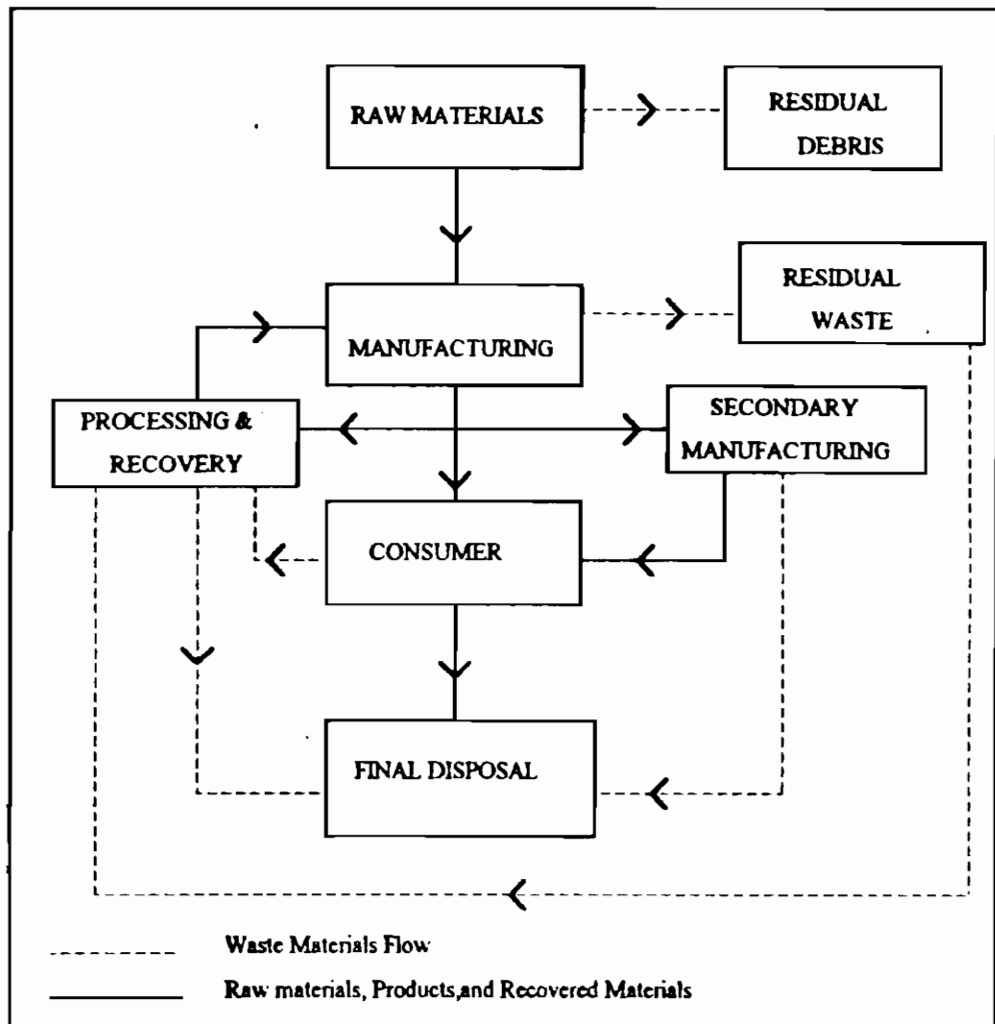 RAW MATERIALS
RESIDUAL
DEBRIS
RESIDUAL
WASTE
MANUFACTURING
PROCESSING &
RECOVERY
SECONDARY
MANUFACTURING
CONSUMER
FINAL DISPOSAL
Waste Materials Flow
Raw materials, Products,and Recovered Materials